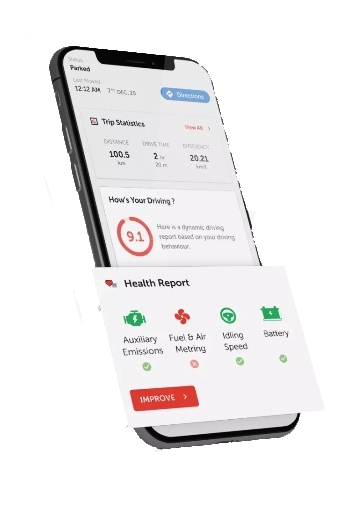 Status
Parked
Last Moved
12:12 AM 7TH DEC, 20
Directions
Trip Statistics
View All >
DISTANCE DRIVE TIME EFFICIENCY
100.5 2 hr 20.21
km 20 m km/l
How's Your Driving ?
9.1
Here is a dynamic driving
report based on your driving
behaviour.
Health Report
Auxiliary Fuel & Air Idling Battery
Emissions Metring Speed
IMPROVE >